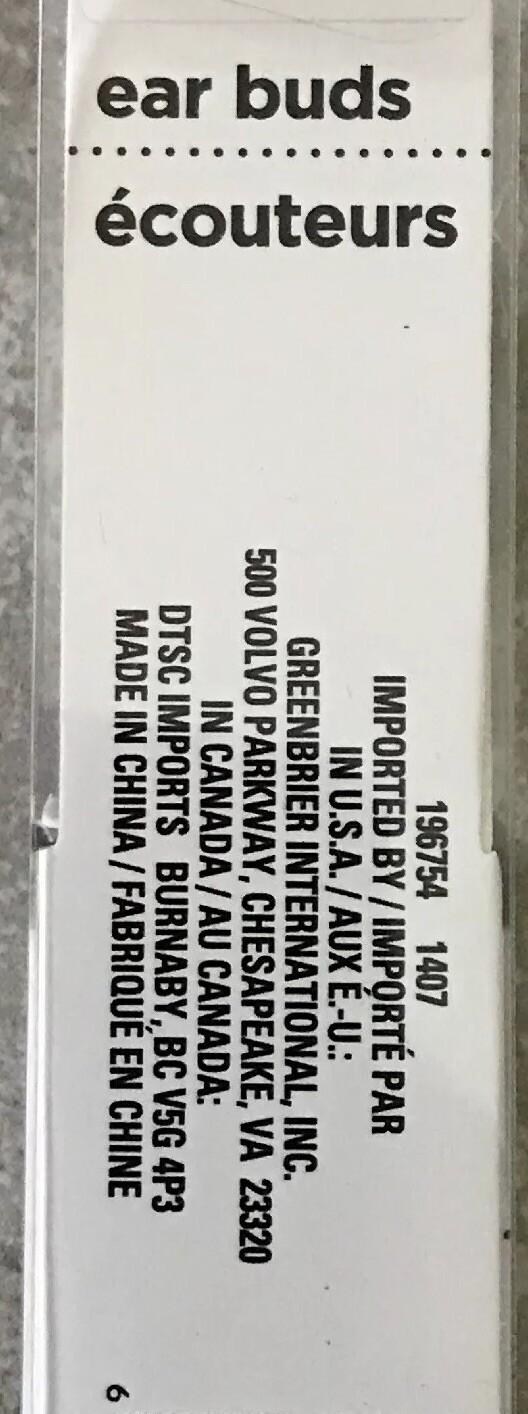 ear buds
écouteurs
196754 1407
IMPORTED BY / IMPORTÉ PAR
IN U.S.A. / AUX É.-U.:
GREENBRIER INTERNATIONAL, INC.
500 VOLVO PARKWAY, CHESAPEAKE, VA 23320
IN CANADA / AU CANADA:
DTSC IMPORTS BURNABY, BC V5G 4P3
MADE IN CHINA / FABRIQUÉ EN CHINE
6